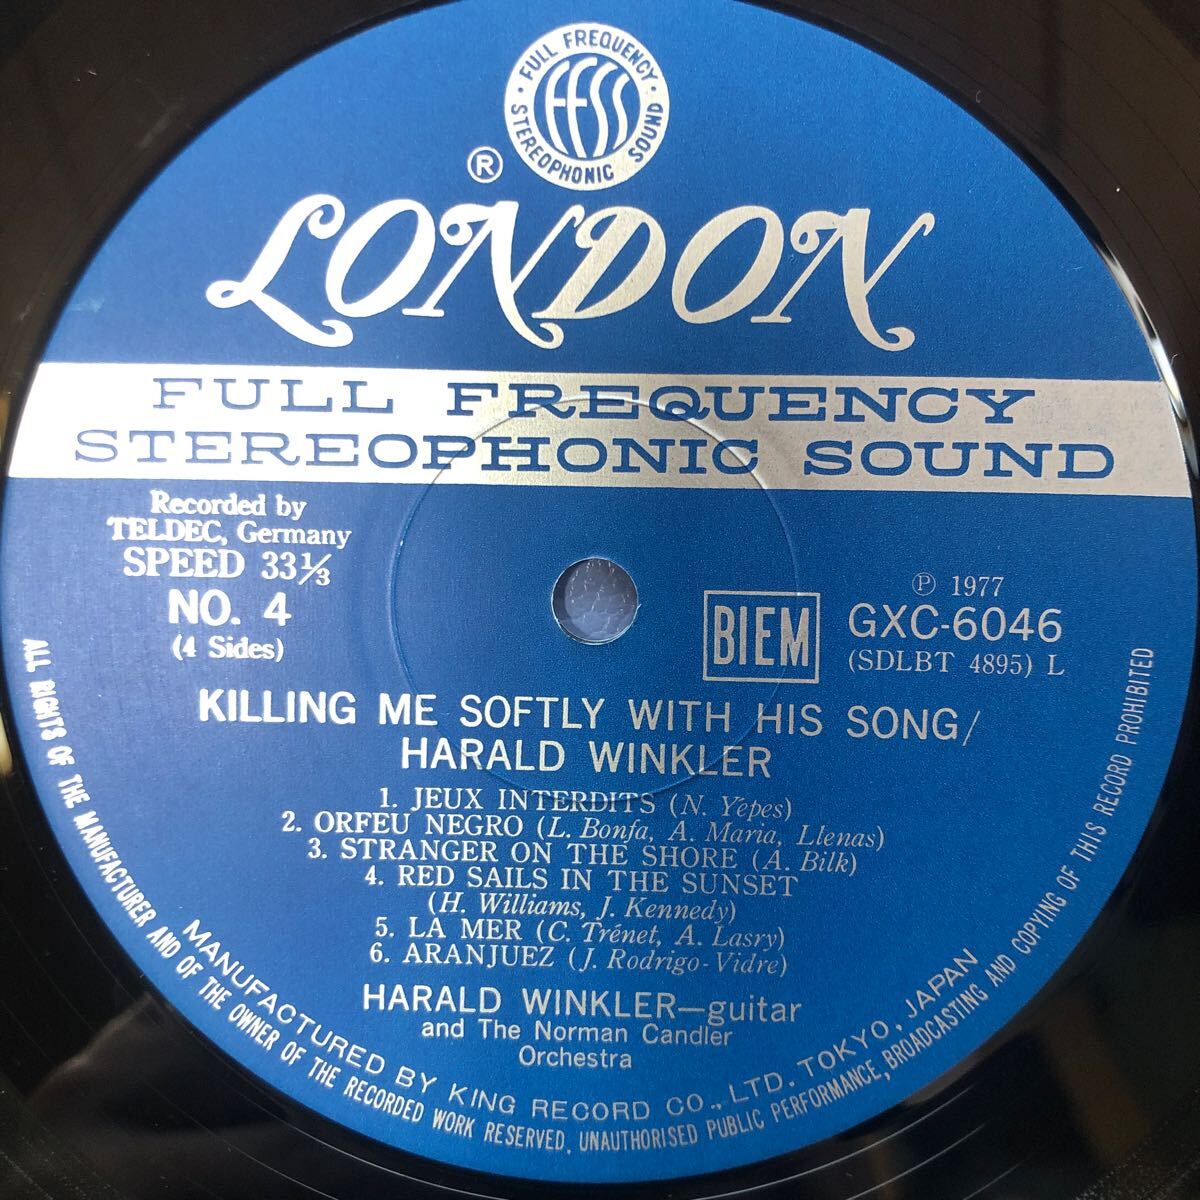 · FULL FREQUENCY · STEREOPHONIC SOUND
FFSS
®
LONDON
FULL FREQUENCY
STEREOPHONIC SOUND
Recorded by
TELDEC, Germany
SPEED 33⅓
NO. 4
(4 Sides)
BIEM
Ⓟ 1977
GXC-6046
(SDLBT 4895) L
KILLING ME SOFTLY WITH HIS SONG/
HARALD WINKLER
1. JEUX INTERDITS (N. Yepes)
2. ORFEU NEGRO (L. Bonfa, A. Maria, Llenas)
3. STRANGER ON THE SHORE (A. Bilk)
4. RED SAILS IN THE SUNSET
(H. Williams, J. Kennedy)
5. LA MER (C. Trénet, A. Lasry)
6. ARANJUEZ (J. Rodrigo-Vidre)
HARALD WINKLER—guitar
and The Norman Candler
Orchestra
MANUFACTURED BY KING RECORD CO., LTD. TOKYO, JAPAN
ALL RIGHTS OF THE MANUFACTURER AND OF THE OWNER OF THE RECORDED WORK RESERVED, UNAUTHORISED PUBLIC PERFORMANCE, BROADCASTING AND COPYING OF THIS RECORD PROHIBITED